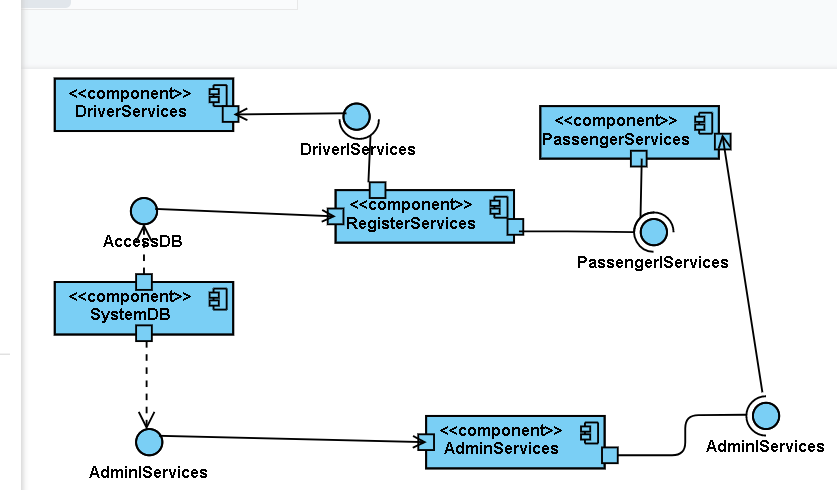 <<component>>
DriverServices
DriverIServices
<<component>>
PassengerServices
<<component>>
RegisterServices
AccessDB
PassengerIServices
<<component>>
SystemDB
<<component>>
AdminServices
AdminIServices
AdminIServices